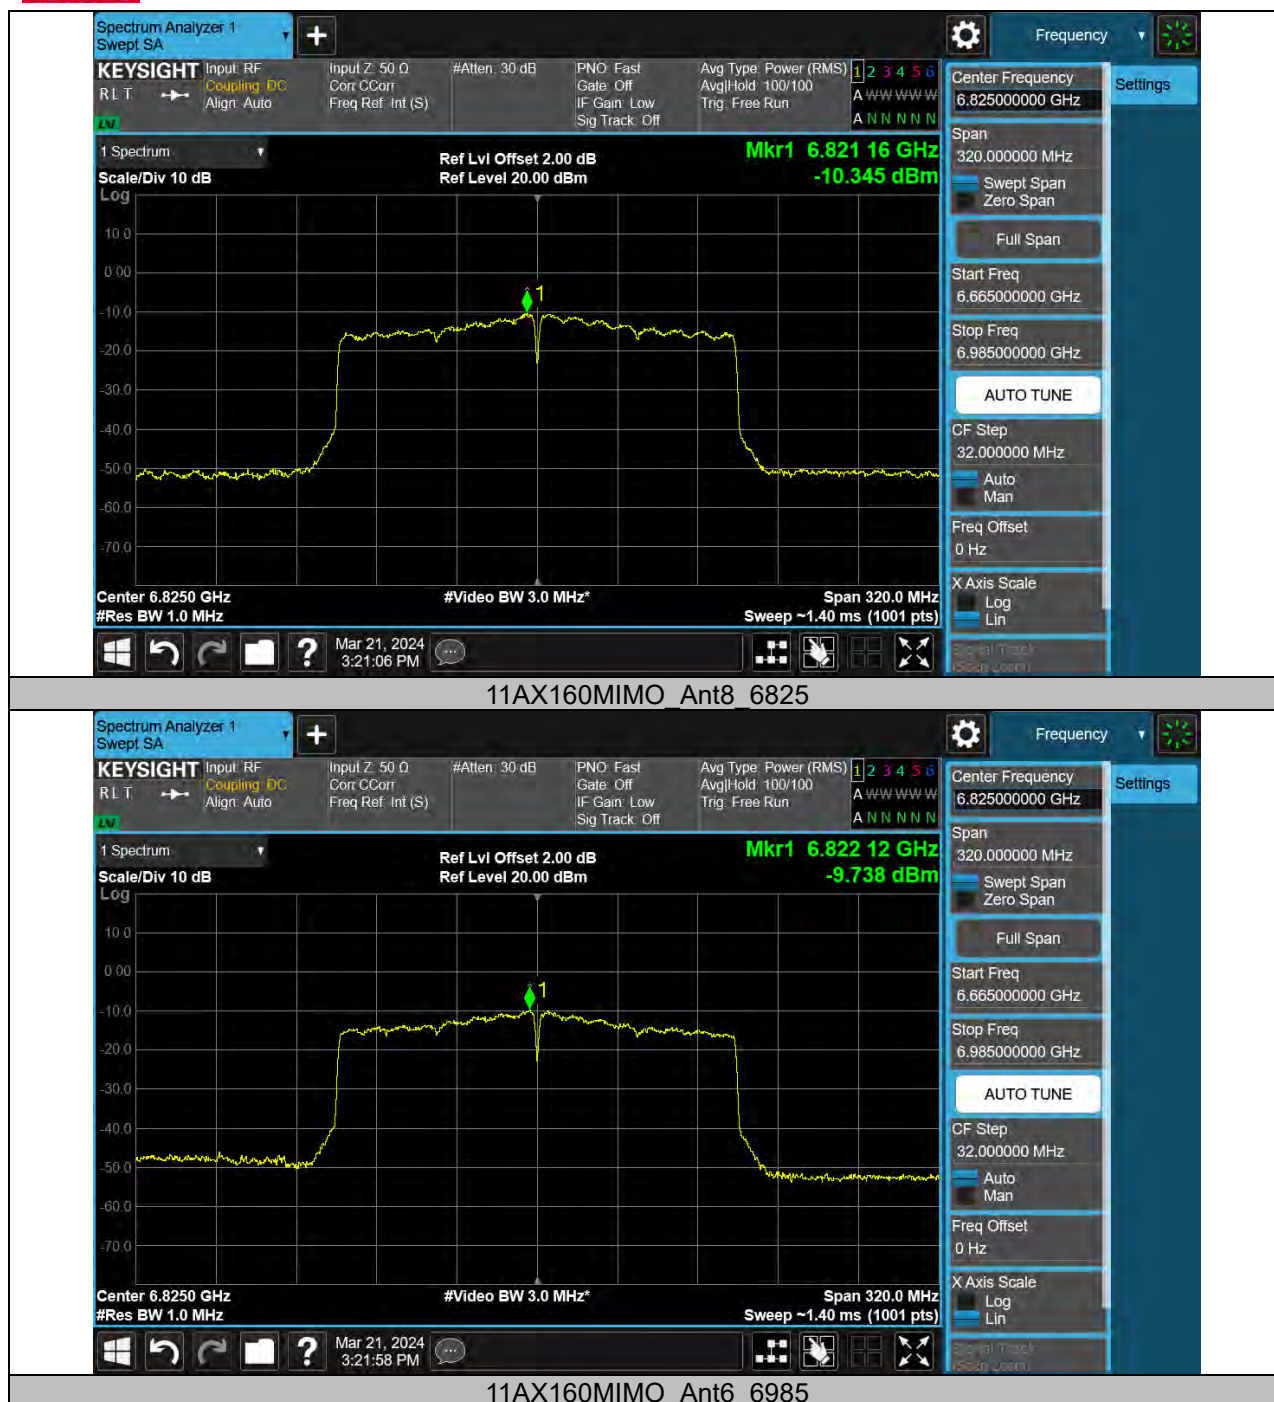 Spectrum Analyzer 1
Swept SA
Frequency
KEYSIGHT
RLT
LXI
Input: RF
Coupling: DC
Align: Auto
Input Z: 50 Ω
Corr CCorr
Freq Ref: Int (S)
#Atten: 30 dB
PNO: Fast
Gate: Off
IF Gain: Low
Sig Track: Off
Avg Type: Power (RMS)
Avg|Hold: 100/100
Trig: Free Run
1 2 3 4 5 6
A W W W W W
A N N N N N
Center Frequency
6.825000000 GHz
Settings
1 Spectrum
Scale/Div 10 dB
Log
Ref Lvl Offset 2.00 dB
Ref Level 20.00 dBm
Mkr1 6.821 16 GHz
-10.345 dBm
Span
320.000000 MHz
Swept Span
Zero Span
Full Span
Start Freq
6.665000000 GHz
Stop Freq
6.985000000 GHz
AUTO TUNE
CF Step
32.000000 MHz
Auto
Man
Freq Offset
0 Hz
X Axis Scale
Log
Lin
Signal Track
(Span Zoom)
10.0
0.00
-10.0
-20.0
-30.0
-40.0
-50.0
-60.0
-70.0
1
Center 6.8250 GHz
#Res BW 1.0 MHz
#Video BW 3.0 MHz*
Span 320.0 MHz
Sweep ~1.40 ms (1001 pts)
?
Mar 21, 2024
3:21:06 PM
11AX160MIMO_Ant8_6825
Spectrum Analyzer 1
Swept SA
Frequency
KEYSIGHT
RLT
LXI
Input: RF
Coupling: DC
Align: Auto
Input Z: 50 Ω
Corr CCorr
Freq Ref: Int (S)
#Atten: 30 dB
PNO: Fast
Gate: Off
IF Gain: Low
Sig Track: Off
Avg Type: Power (RMS)
Avg|Hold: 100/100
Trig: Free Run
1 2 3 4 5 6
A W W W W W
A N N N N N
Center Frequency
6.825000000 GHz
Settings
1 Spectrum
Scale/Div 10 dB
Log
Ref Lvl Offset 2.00 dB
Ref Level 20.00 dBm
Mkr1 6.822 12 GHz
-9.738 dBm
Span
320.000000 MHz
Swept Span
Zero Span
Full Span
Start Freq
6.665000000 GHz
Stop Freq
6.985000000 GHz
AUTO TUNE
CF Step
32.000000 MHz
Auto
Man
Freq Offset
0 Hz
X Axis Scale
Log
Lin
Signal Track
(Span Zoom)
10.0
0.00
-10.0
-20.0
-30.0
-40.0
-50.0
-60.0
-70.0
1
Center 6.8250 GHz
#Res BW 1.0 MHz
#Video BW 3.0 MHz*
Span 320.0 MHz
Sweep ~1.40 ms (1001 pts)
?
Mar 21, 2024
3:21:58 PM
11AX160MIMO_Ant6_6985